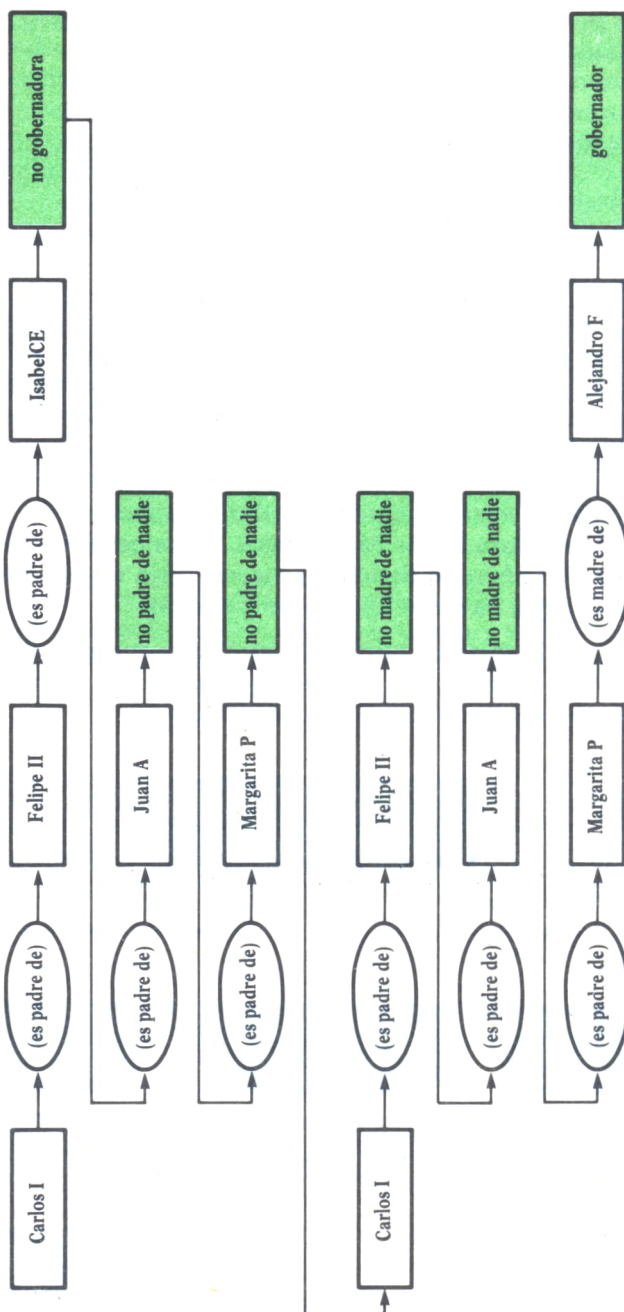 Carlos I
(es padre de)
Felipe II
(es padre de)
IsabelCE
no gobernadora
(es padre de)
Juan A
no padre de nadie
(es padre de)
Margarita P
no padre de nadie
Carlos I
(es padre de)
Felipe II
no madre de nadie
(es padre de)
Juan A
no madre de nadie
(es padre de)
Margarita P
(es madre de)
Alejandro F
gobernador